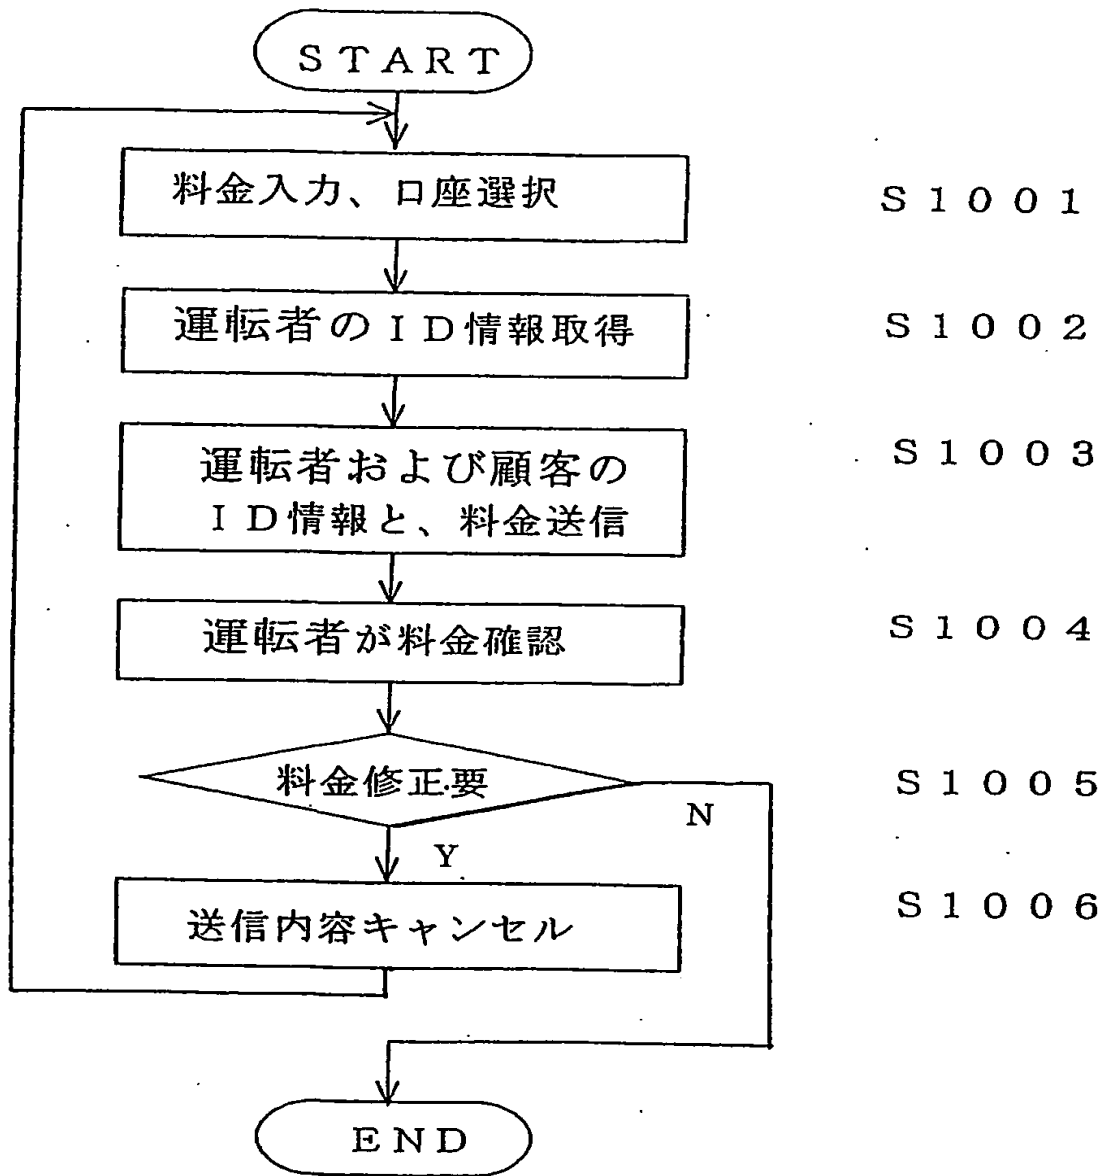 ＳＴＡＲＴ
料金入力、口座選択
Ｓ１００１
運転者のＩＤ情報取得
Ｓ１００２
運転者および顧客の
ＩＤ情報と、料金送信
Ｓ１００３
運転者が料金確認
Ｓ１００４
料金修正要
Ｓ１００５
N
Y
送信内容キャンセル
Ｓ１００６
ＥＮＤ